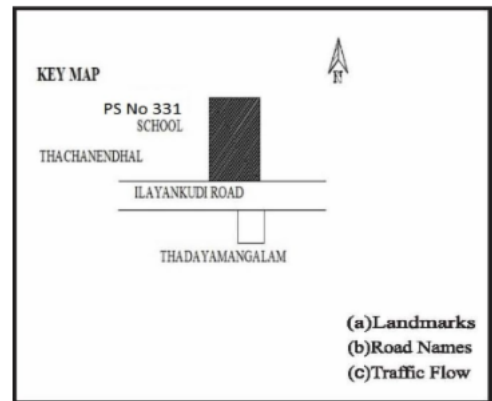 N
KEY MAP
PS No 331
SCHOOL
THACHANENDHAL
ILAYANKUDI ROAD
THADAYAMANGALAM
(a)Landmarks
(b)Road Names
(c)Traffic Flow